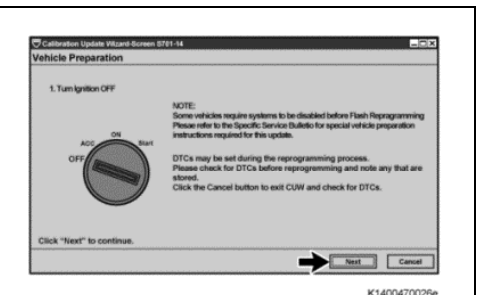 Calibration Update Wizard-Screen S701-14
Vehicle Preparation
1. Turn Ignition OFF
NOTE:
Some vehicles require systems to be disabled before Flash Reprogramming
Please refer to the Specific Service Bulletin for special vehicle preparation
instructions required for this update.
ON
ACC
Start
OFF
DTCs may be set during the reprogramming process.
Please check for DTCs before reprogramming and note any that are
stored.
Click the Cancel button to exit CUW and check for DTCs.
Click "Next" to continue.
Next
Cancel
K1400470026e